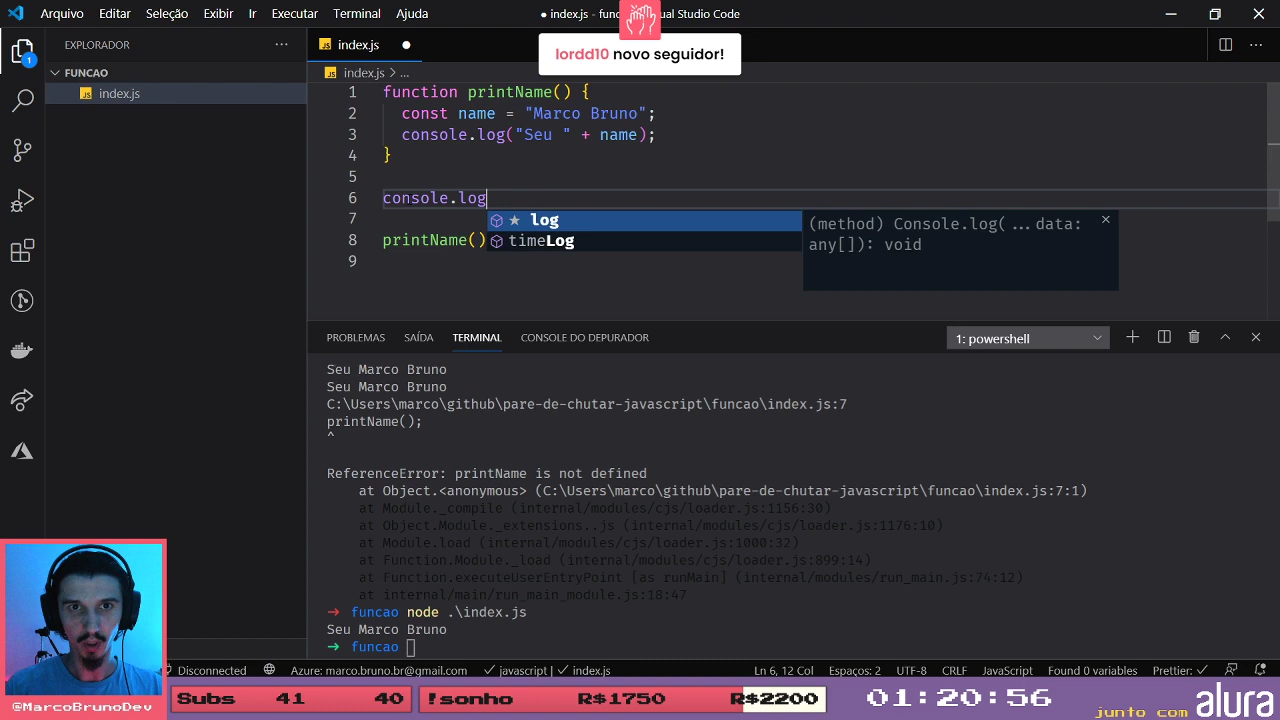 Arquivo Editar Seleção Exibir Ir Executar Terminal Ajuda
● index.js - func
ual Studio Code
lordd10 novo seguidor!
EXPLORADOR
FUNCAO
JS index.js
JS index.js ●
JS index.js > ...
1 function printName() {
2 const name = "Marco Bruno";
3 console.log("Seu " + name);
4 }
5
6 console.log
7
8 printName()
9
log
timeLog
(method) Console.log(...data:
any[]): void
1
PROBLEMAS SAÍDA TERMINAL CONSOLE DO DEPURADOR
1: powershell
Seu Marco Bruno
Seu Marco Bruno
C:\Users\marco\github\pare-de-chutar-javascript\funcao\index.js:7
printName();
^
ReferenceError: printName is not defined
at Object.<anonymous> (C:\Users\marco\github\pare-de-chutar-javascript\funcao\index.js:7:1)
at Module._compile (internal/modules/cjs/loader.js:1156:30)
at Object.Module._extensions..js (internal/modules/cjs/loader.js:1176:10)
at Module.load (internal/modules/cjs/loader.js:1000:32)
at Function.Module._load (internal/modules/cjs/loader.js:899:14)
at Function.executeUserEntryPoint [as runMain] (internal/modules/run_main.js:74:12)
at internal/main/run_main_module.js:18:47
→ funcao node .\index.js
Seu Marco Bruno
→ funcao
Disconnected Azure: marco.bruno.br@gmail.com ✓ javascript | ✓ index.js Ln 6, 12 Col Espaços: 2 UTF-8 CRLF JavaScript Found 0 variables Prettier: ✓
@MarcoBrunoDev
Subs 41 40 !sonho R$1750 R$2200 01:20:56 junto com alura